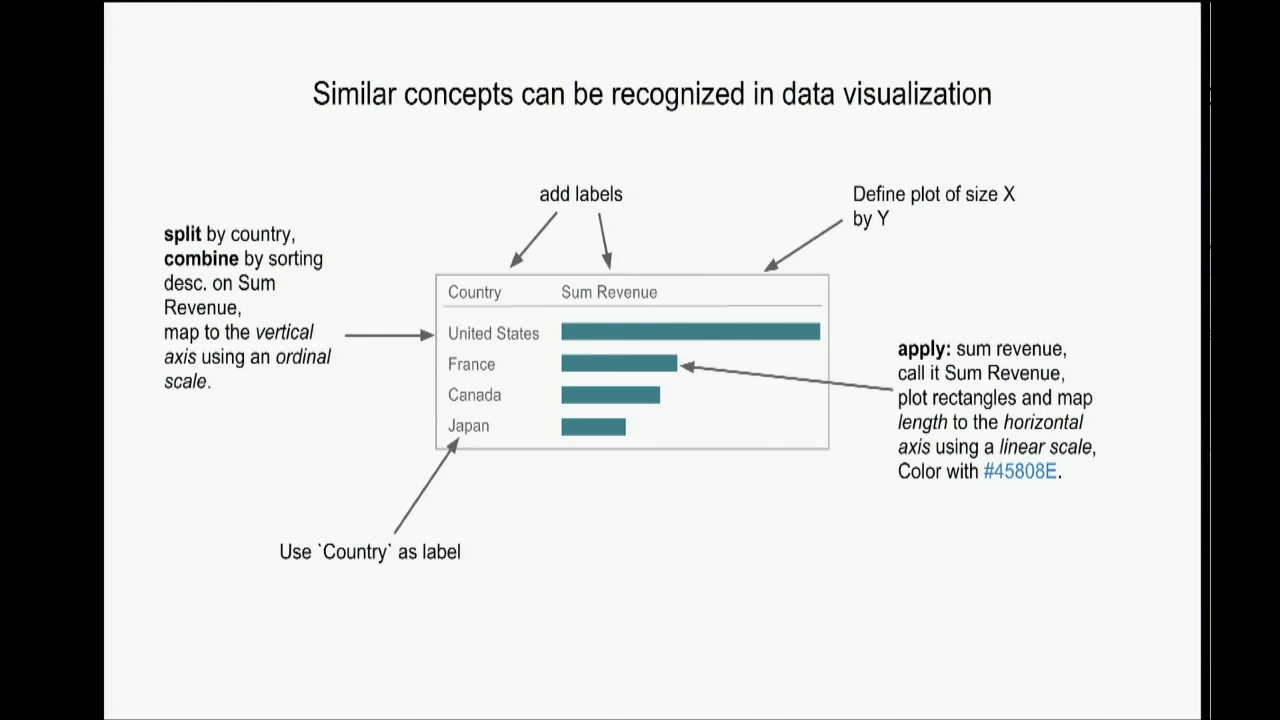 Similar concepts can be recognized in data visualization
add labels
Define plot of size X
by Y
split by country,
combine by sorting
desc. on Sum
Revenue,
map to the vertical
axis using an ordinal
scale.
Country Sum Revenue
United States
France
Canada
Japan
apply: sum revenue,
call it Sum Revenue,
plot rectangles and map
length to the horizontal
axis using a linear scale,
Color with #45808E.
Use `Country` as label